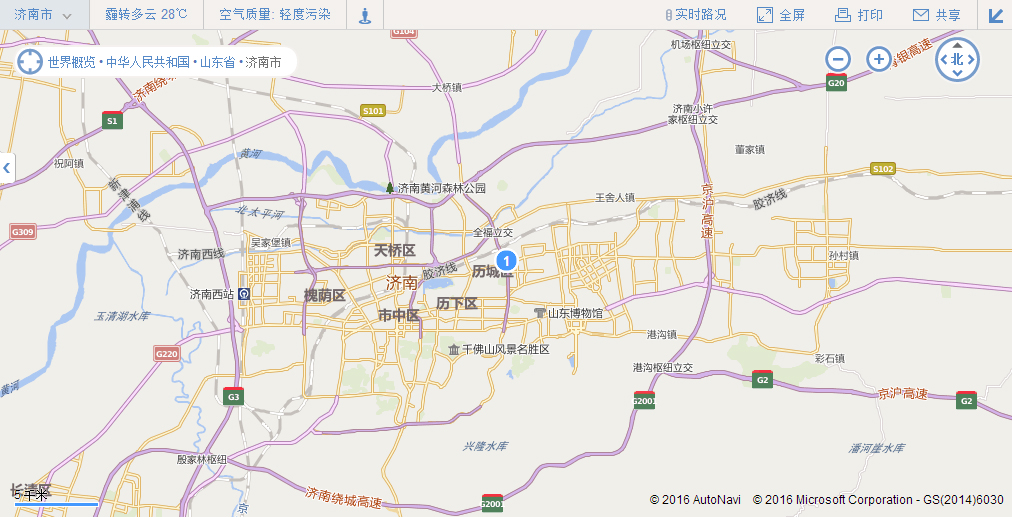 济南市
霾转多云 28℃
空气质量: 轻度污染
实时路况
全屏
打印
共享
世界概览 • 中华人民共和国 • 山东省 • 济南市
北
G104
机场枢纽立交
青银高速
G20
济南绕
大桥镇
S101
S1
济南小许
家枢纽立交
祝阿镇
黄河
董家镇
S102
济南黄河森林公园
王舍人镇
胶济线
京沪高速
北太平河
G309
全福立交
吴家堡镇
天桥区
济南西线
孙村镇
1
胶济线
历城区
济南
济南西站
槐荫区
历下区
市中区
山东博物馆
玉清湖水库
港沟镇
G220
千佛山风景名胜区
彩石镇
港沟枢纽立交
G2
黄河
G3
G2001
京沪高速
G2
兴隆水库
潘河崖水库
殷家林枢纽
长清区
5 千米
济南绕城高速
G2001
京
© 2016 AutoNavi © 2016 Microsoft Corporation - GS(2014)6030